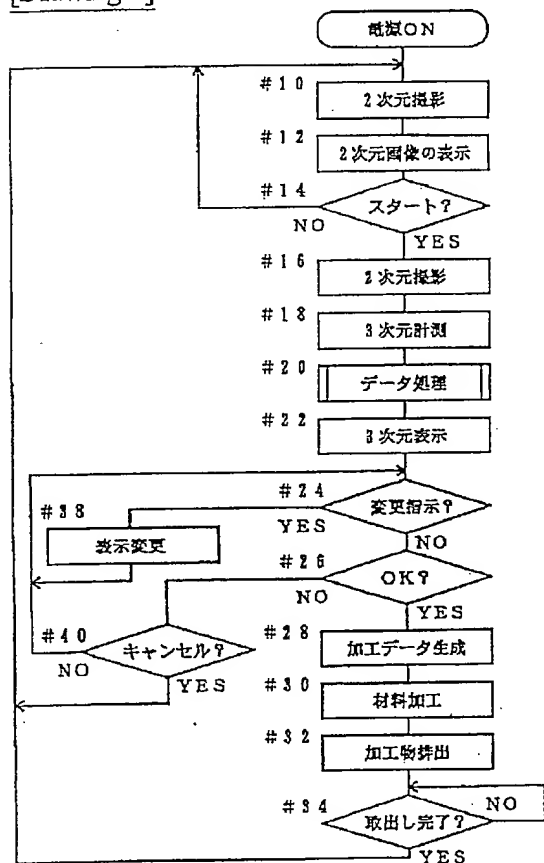 電源ON
#10
2次元撮影
#12
2次元画像の表示
#14
スタート?
NO
YES
#16
2次元撮影
#18
3次元計測
#20
データ処理
#22
3次元表示
#24
変更指示?
YES
NO
#38
表示変更
#26
OK?
NO
YES
#40
キャンセル?
NO
YES
#28
加工データ生成
#30
材料加工
#32
加工物排出
#34
取出し完了?
NO
YES